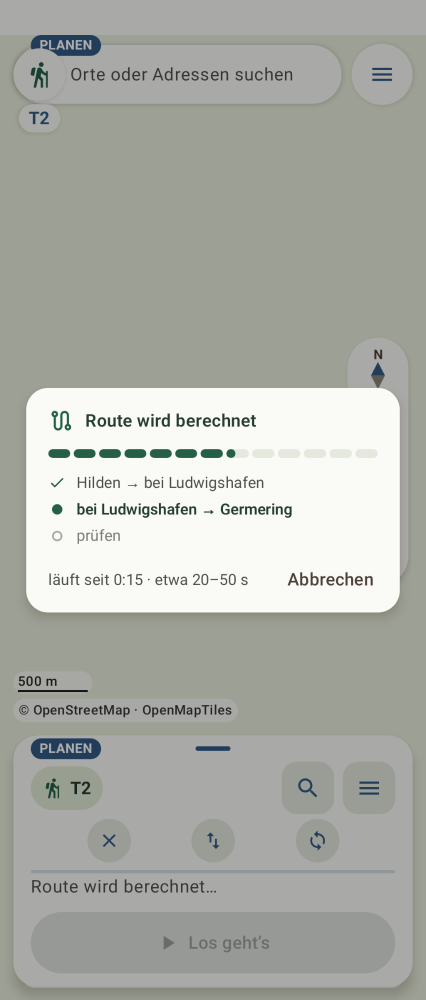 PLANEN
Orte oder Adressen suchen
T2
N
Route wird berechnet
Hilden → bei Ludwigshafen
bei Ludwigshafen → Germering
prüfen
läuft seit 0:15 · etwa 20–50 s
Abbrechen
500 m
© OpenStreetMap · OpenMapTiles
PLANEN
T2
Route wird berechnet…
Los geht’s